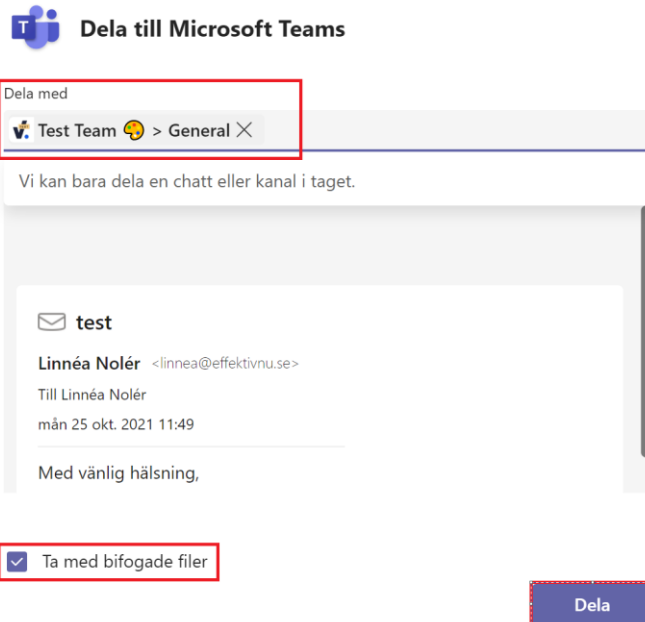 Dela till Microsoft Teams
Dela med
Test Team 🎨 > General
Vi kan bara dela en chatt eller kanal i taget.
test
Linnéa Nolér <linnea@effektivnu.se>
Till Linnéa Nolér
mån 25 okt. 2021 11:49
Med vänlig hälsning,
Ta med bifogade filer
Dela